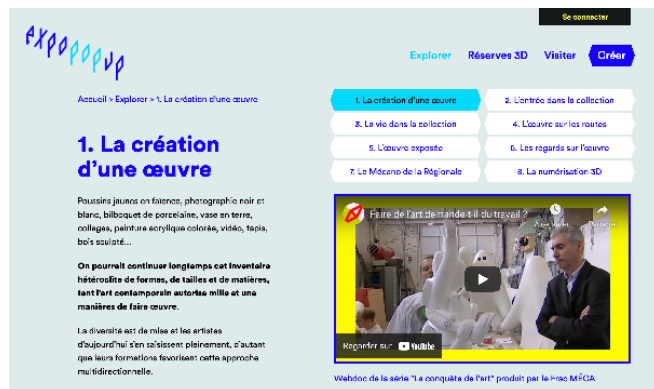 Se connecter
expopopup
Explorer Réserves 3D Visiter Créer
Accueil > Explorer > 1. La création d'une œuvre
1. La création
d'une œuvre
Poussins jaunes en faïence, photographie noir et
blanc, bilboquet de porcelaine, vase en terre,
collages, peinture acrylique colorée, vidéo, tapis,
bois sculpté...
On pourrait continuer longtemps cet inventaire
hétéroclite de formes, de tailles et de matières,
tant l'art contemporain autorise mille et une
manières de faire œuvre.
La diversité est de mise et les artistes
d'aujourd'hui s'en saisissent pleinement, d'autant
que leurs formations favorisent cette approche
multidirectionnelle.
1. La création d'une œuvre
2. L'entrée dans la collection
3. La vie dans la collection
4. L'œuvre sur les routes
5. L'œuvre exposée
6. Les regards sur l'œuvre
7. Le Mécano de la Régionale
8. La numérisation 3D
Faire de l'art demande-t-il du travail ?
Partager
Regarder sur YouTube
Webdoc de la série "La conquête de l'art" produit par le Frac MÉCA